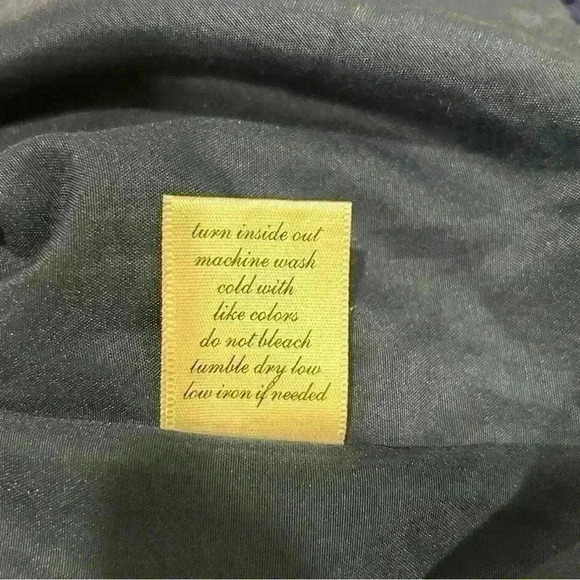 turn inside out
machine wash
cold with
like colors
do not bleach
tumble dry low
low iron if needed